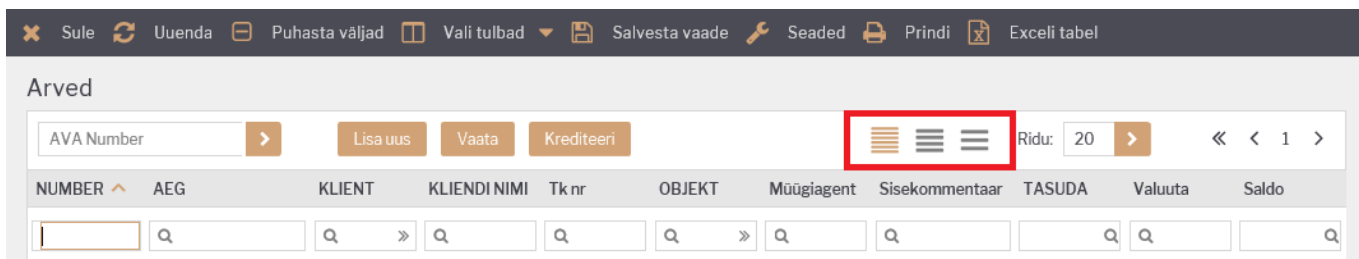 Sule Uuenda Puhasta väljad Vali tulbad Salvesta vaade Seaded Prindi Exceli tabel
Arved
AVA Number Lisa uus Vaata Krediteeri Ridu: 20 1
NUMBER AEG KLIENT KLIENDI NIMI Tk nr OBJEKT Müügiagent Sisekommentaar TASUDA Valuuta Saldo